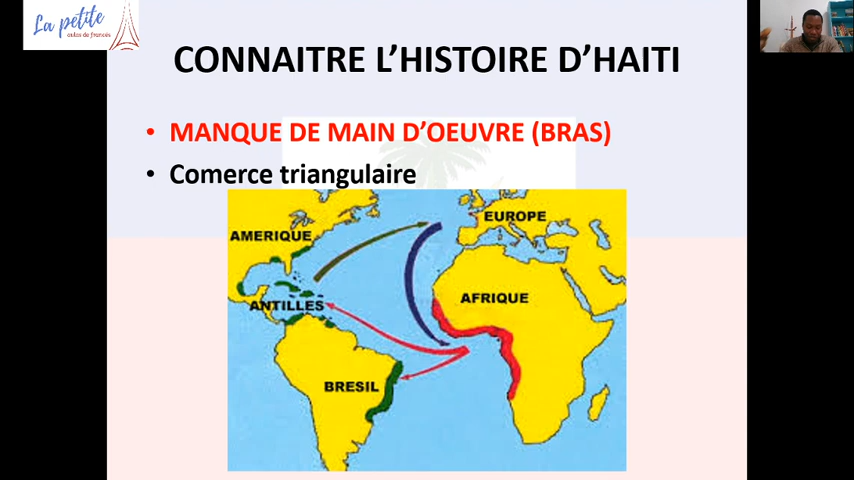 La petite
aulas de francés
CONNAITRE L'HISTOIRE D'HAITI
• MANQUE DE MAIN D'OEUVRE (BRAS)
• Comerce triangulaire
EUROPE
AMERIQUE
AFRIQUE
ANTILLES
BRESIL